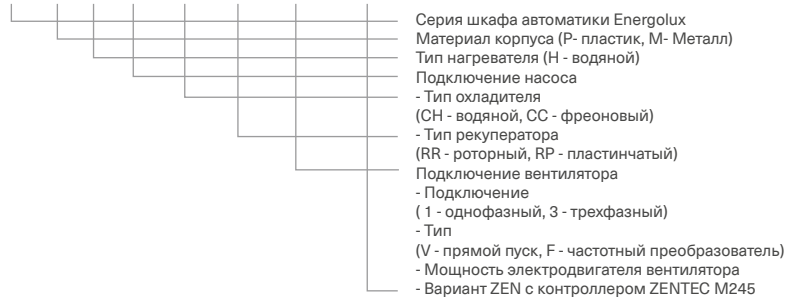 Серия шкафа автоматики Energolux
Материал корпуса (P- пластик, M- Металл)
Тип нагревателя (H - водяной)
Подключение насоса
- Тип охладителя
(CH - водяной, CC - фреоновый)
- Тип рекуператора
(RR - роторный, RP - пластинчатый)
Подключение вентилятора
- Подключение
( 1 - однофазный, 3 - трехфазный)
- Тип
(V - прямой пуск, F - частотный преобразователь)
- Мощность электродвигателя вентилятора
- Вариант ZEN с контроллером ZENTEC M245